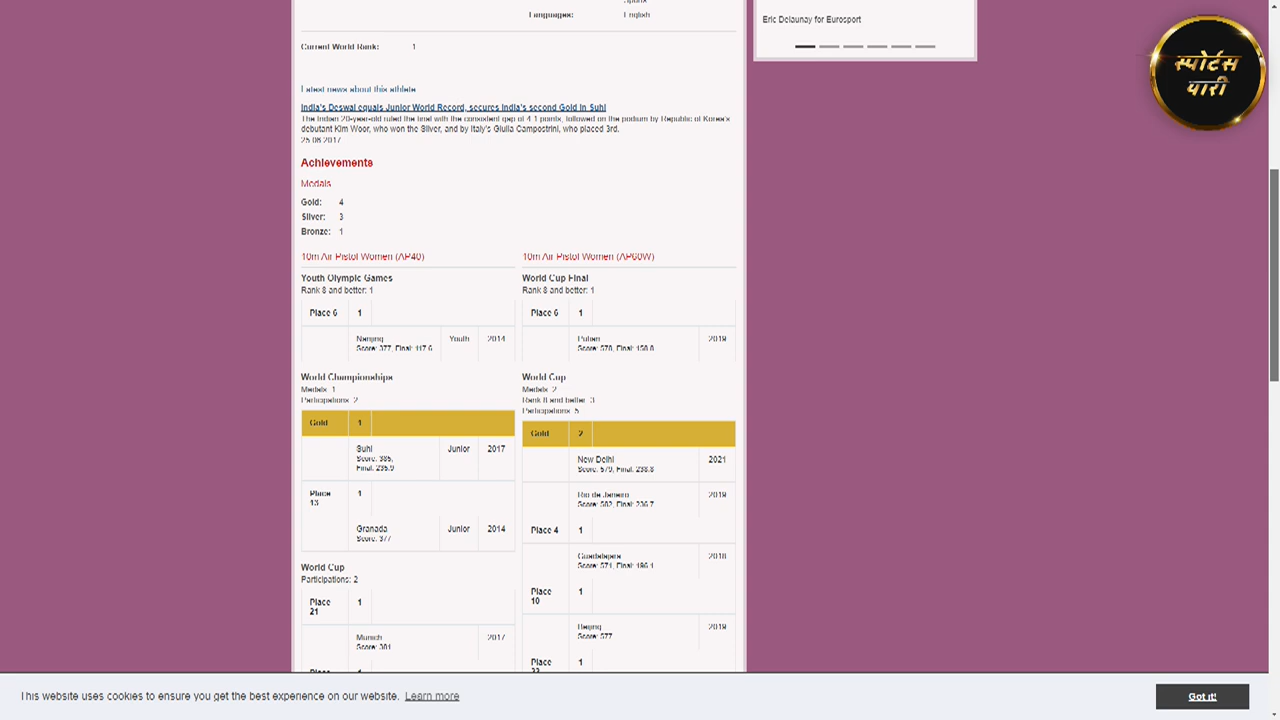 Languages:
English
Current World Rank:
1
Latest news about this athlete
India's Deswal equals Junior World Record, secures India's second Gold in Suhl
The Indian 20-year-old ruled the final with the consistent gap of 4.1 points, followed on the podium by Republic of Korea's
debutant Kim Woor, who won the Silver, and by Italy's Giulia Campostrini, who placed 3rd.
25.06.2017
Achievements
Medals
Gold: 4
Silver: 3
Bronze: 1
10m Air Pistol Women (AP40)
Youth Olympic Games
Rank 8 and better: 1
Place 6 1
Nanjing Youth 2014
Score: 377, Final: 117.6
World Championships
Medals: 1
Participations: 2
Gold 1
Suhl Junior 2017
Score: 385,
Final: 235.9
Place 1
13
Granada Junior 2014
Score: 377
World Cup
Participations: 2
Place 1
21
Munich 2017
Score: 381
10m Air Pistol Women (AP60W)
World Cup Final
Rank 8 and better: 1
Place 6 1
Putian 2019
Score: 578, Final: 158.8
World Cup
Medals: 2
Rank 8 and better: 3
Participations: 5
Gold 2
New Delhi 2021
Score: 579, Final: 238.8
Rio de Janeiro 2019
Score: 582, Final: 236.7
Place 4 1
Guadalajara 2018
Score: 571, Final: 196.1
Place 1
10
Beijing 2019
Score: 577
Place 1
Eric Delaunay for Eurosport
स्पोर्टस
पारी
This website uses cookies to ensure you get the best experience on our website. Learn more
Got it!